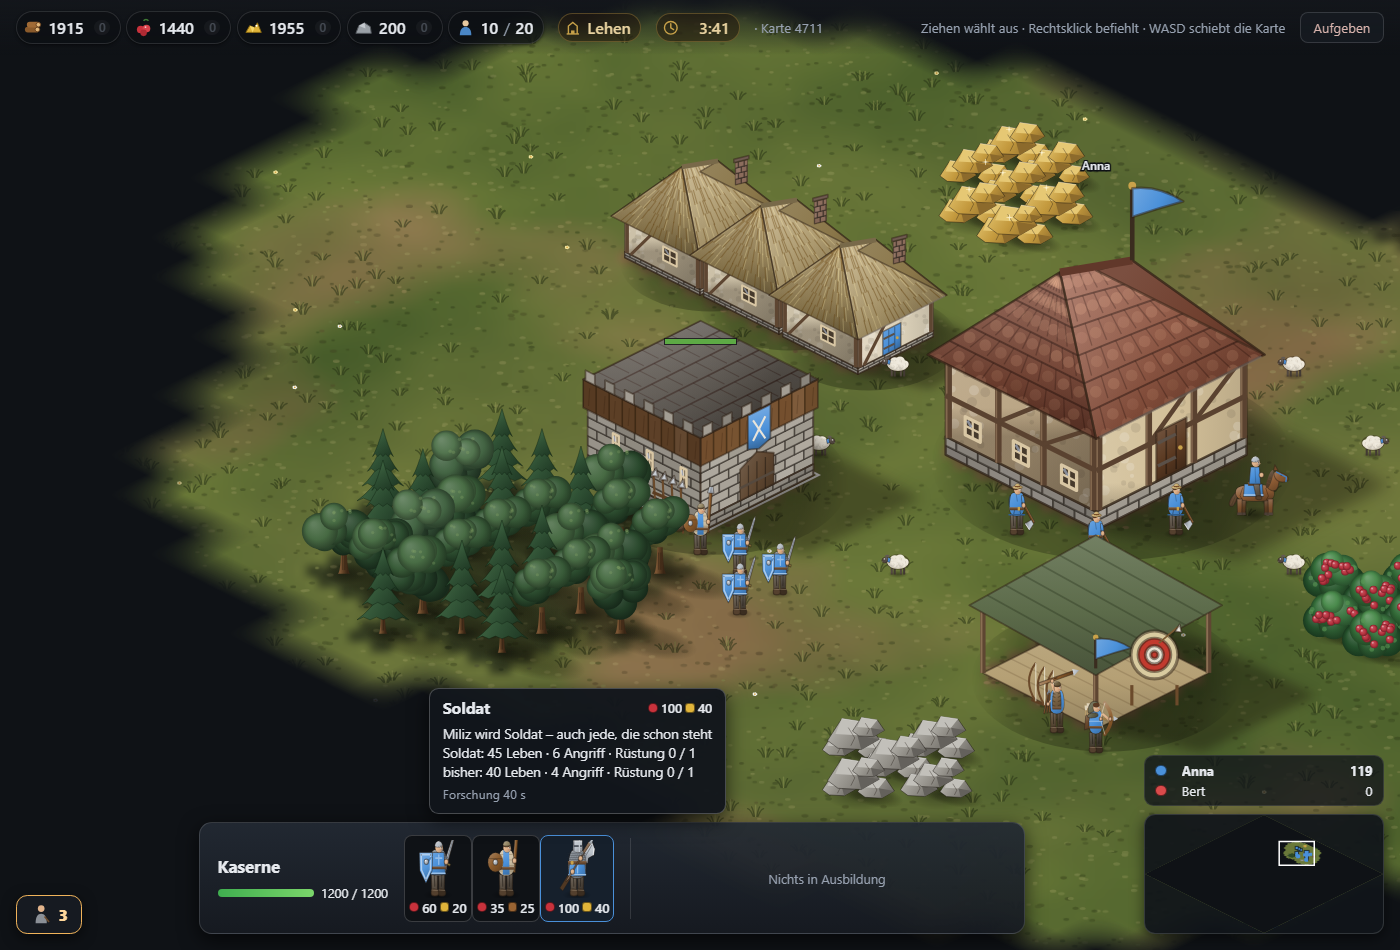 1915 0 1440 0 1955 0 200 0 10 / 20 Lehen 3:41 · Karte 4711 Ziehen wählt aus · Rechtsklick befiehlt · WASD schiebt die Karte Aufgeben
Anna
Soldat 100 40
Miliz wird Soldat – auch jede, die schon steht
Soldat: 45 Leben · 6 Angriff · Rüstung 0 / 1
bisher: 40 Leben · 4 Angriff · Rüstung 0 / 1
Forschung 40 s
Anna 119
Bert 0
Kaserne
1200 / 1200
60 20 35 25 100 40
Nichts in Ausbildung
3